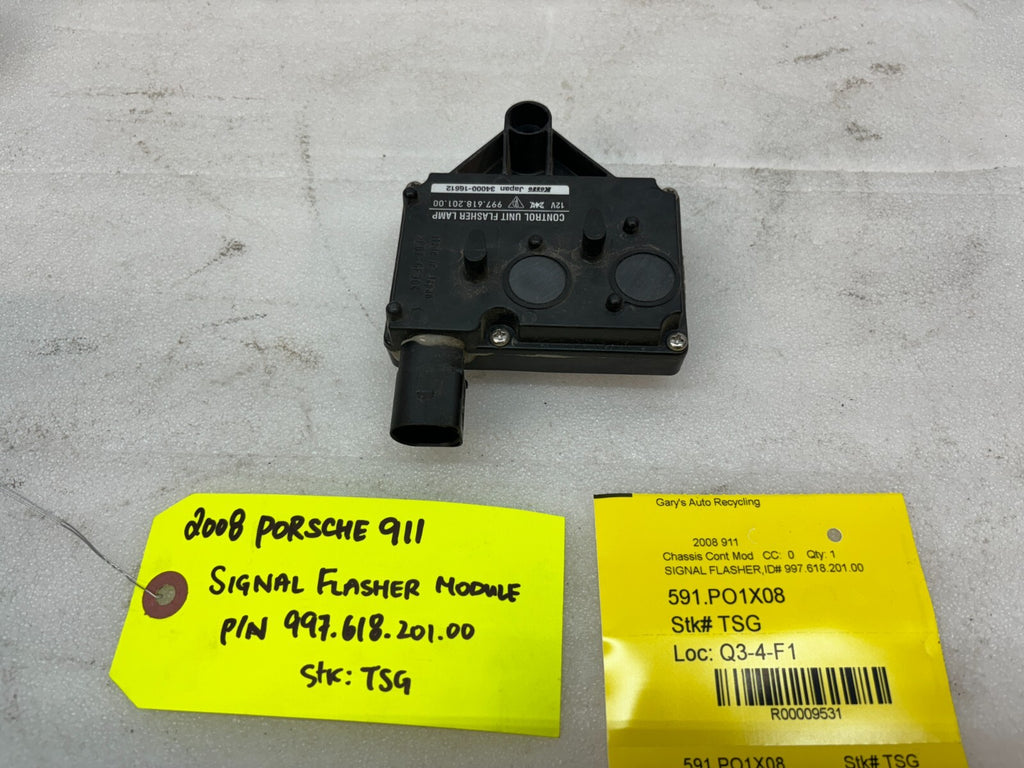 CONTROL UNIT FLASHER LAMP
12V 997.618.201.00
Japan 34000-16612
2008 PORSCHE 911
SIGNAL FLASHER MODULE
P/N 997.618.201.00
Stk: TSG
Gary's Auto Recycling
2008 911
Chassis Cont Mod CC: 0 Qty: 1
SIGNAL FLASHER,ID# 997.618.201.00
591.PO1X08
Stk# TSG
Loc: Q3-4-F1
R00009531
591.PO1X08 Stk# TSG